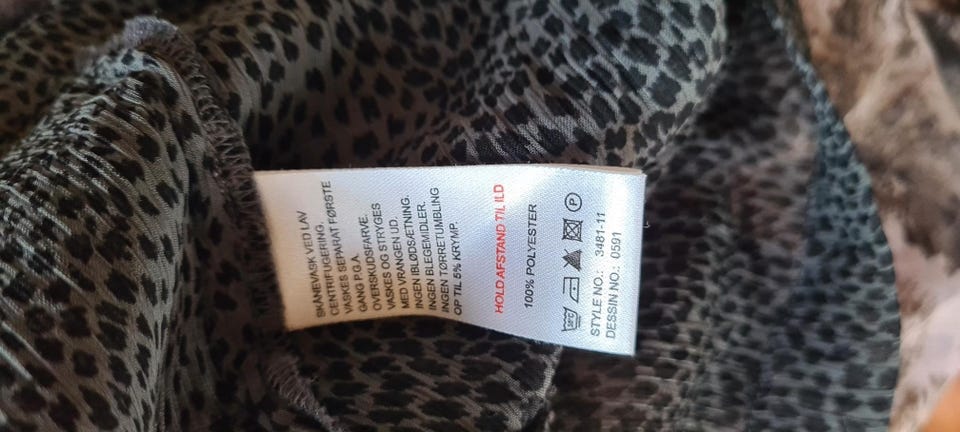 SKÅNEVASK VED LAV
CENTRIFUGERING.
VASKES SEPARAT FØRSTE
GANG P.G.A.
OVERSKUDSFARVE.
VASKES OG STRYGES
MED VRANGEN UD.
INGEN IBLØDSÆTNING.
INGEN BLEGEMIDLER.
INGEN TØRRETUMBLING
OP TIL 5% KRYMP.
HOLD AFSTAND TIL ILD
100% POLYESTER
30°C P
STYLE NO.: 3481-11
DESSIN NO.: 0591